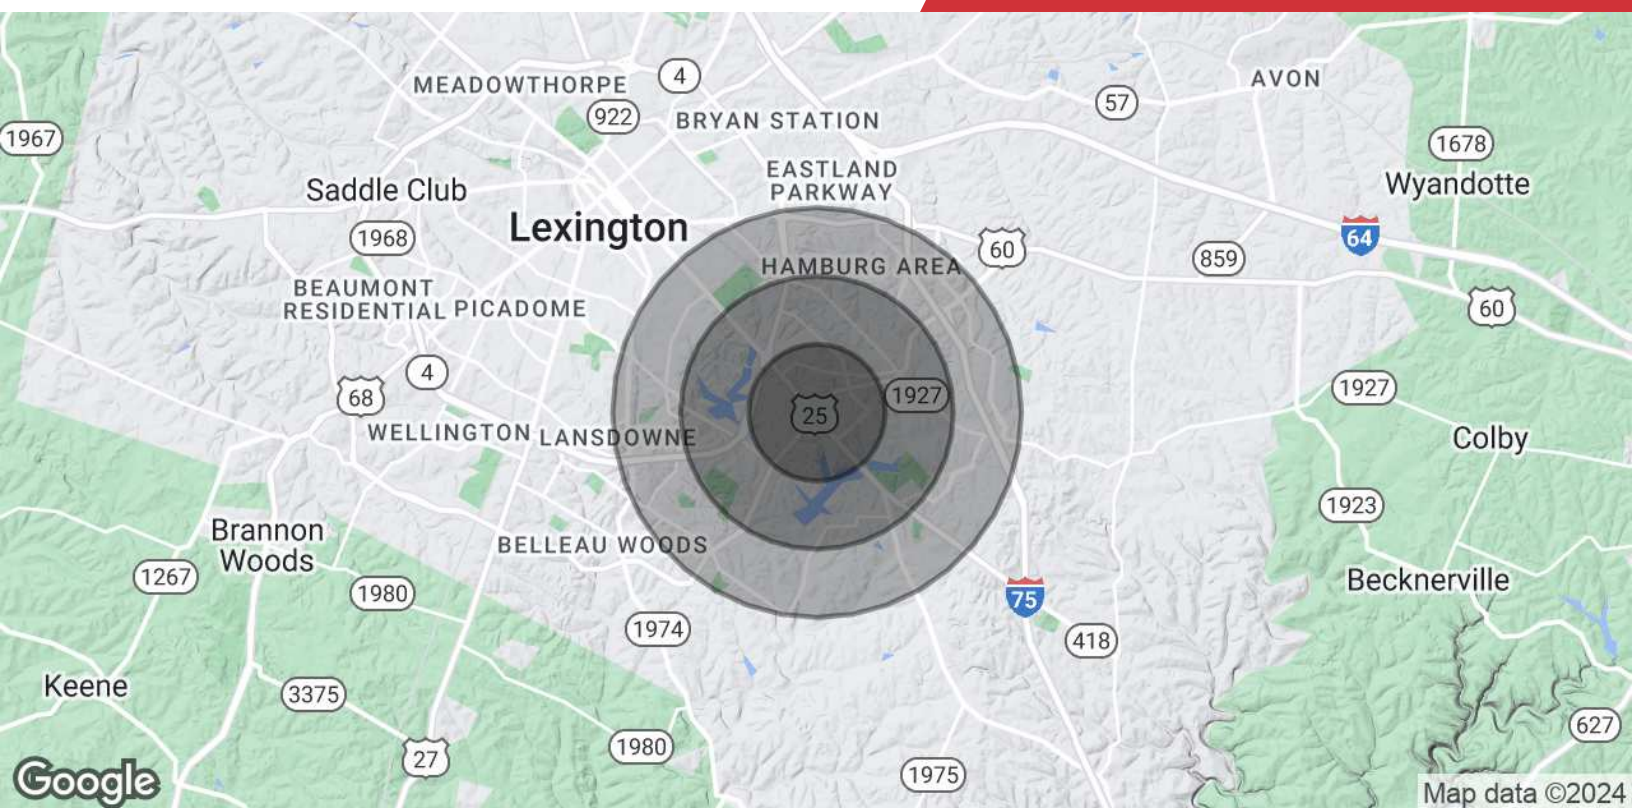 MEADOWTHORPE
4
922
BRYAN STATION
57
AVON
1967
1678
EASTLAND
PARKWAY
Saddle Club
Wyandotte
Lexington
1968
64
60
859
HAMBURG AREA
BEAUMONT
RESIDENTIAL
PICADOME
60
4
68
1927
1927
25
WELLINGTON
LANSDOWNE
Colby
1923
Brannon
Woods
BELLEAU WOODS
1267
1980
75
Becknerville
1974
418
Keene
3375
627
1980
27
1975
Google
Map data ©2024